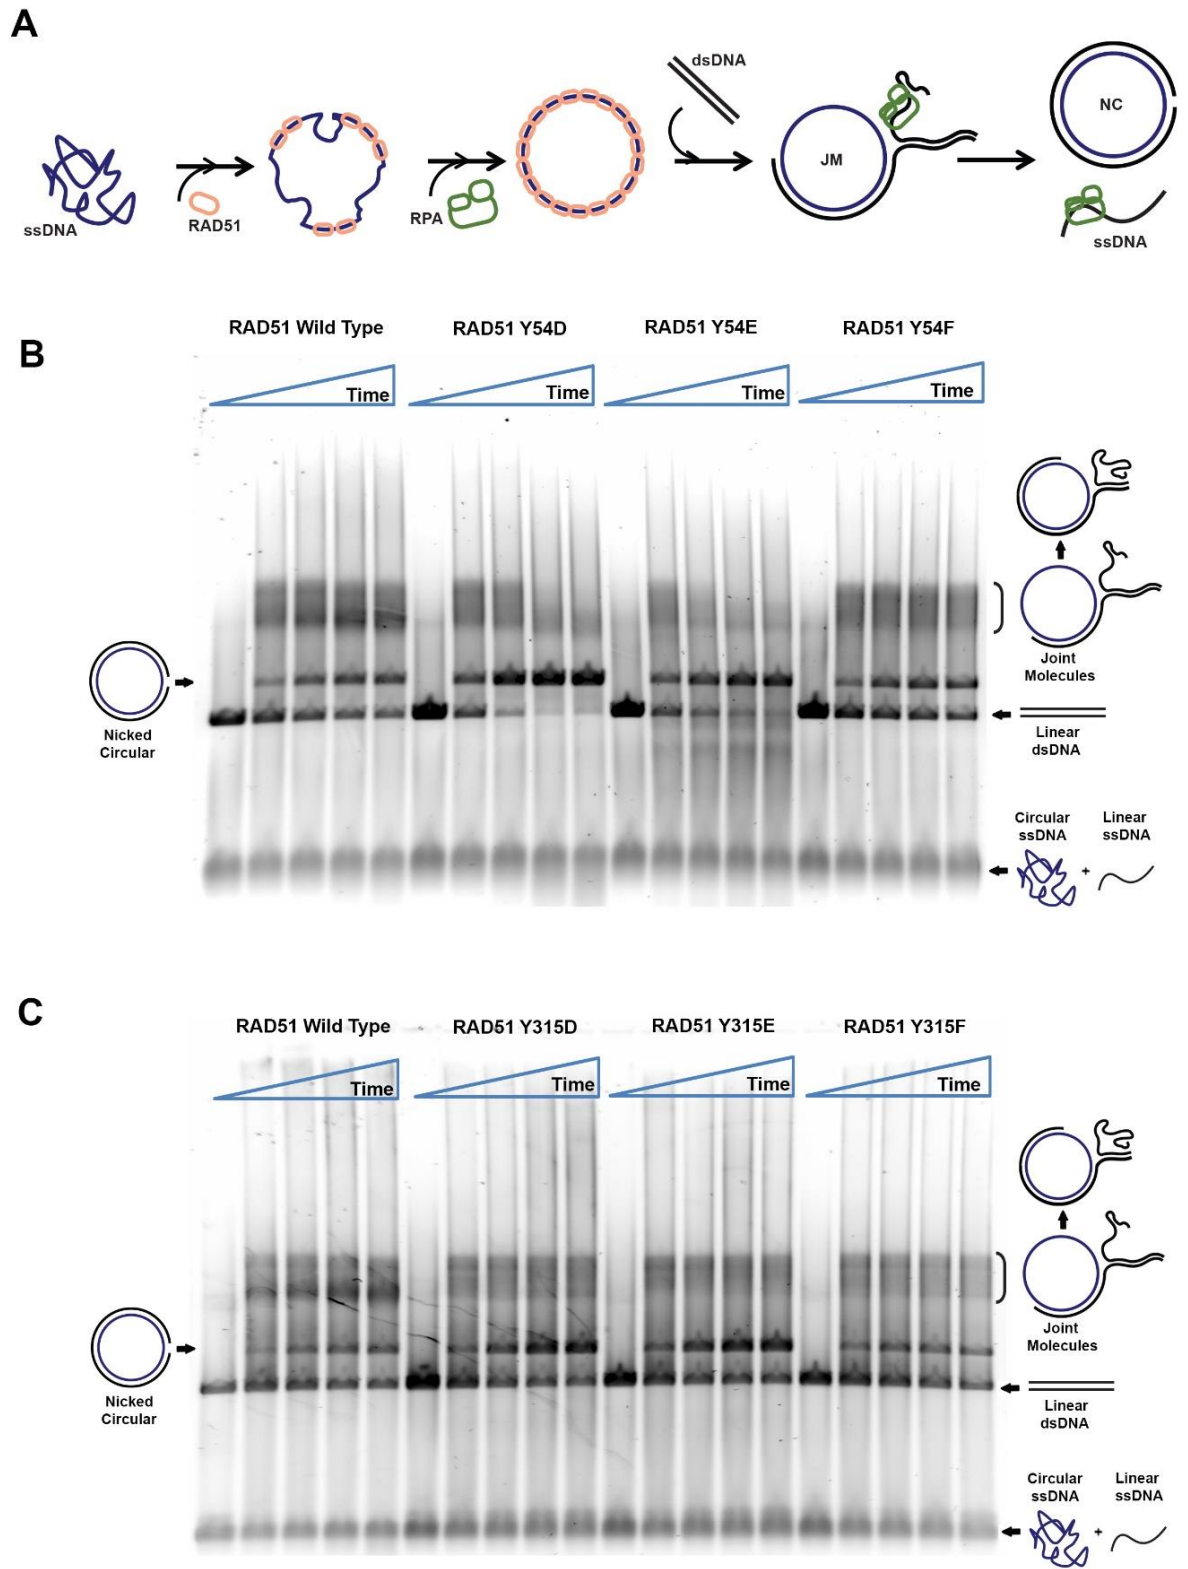 A
dsDNA
NC
JM
ssDNA
RAD51
RPA
ssDNA
B
RAD51 Wild Type
RAD51 Y54D
RAD51 Y54E
RAD51 Y54F
Time
Time
Time
Time
Joint
Molecules
Nicked
Circular
Linear
dsDNA
Circular
ssDNA
+
Linear
ssDNA
C
RAD51 Wild Type
RAD51 Y315D
RAD51 Y315E
RAD51 Y315F
Time
Time
Time
Time
Joint
Molecules
Nicked
Circular
Linear
dsDNA
Circular
ssDNA
+
Linear
ssDNA